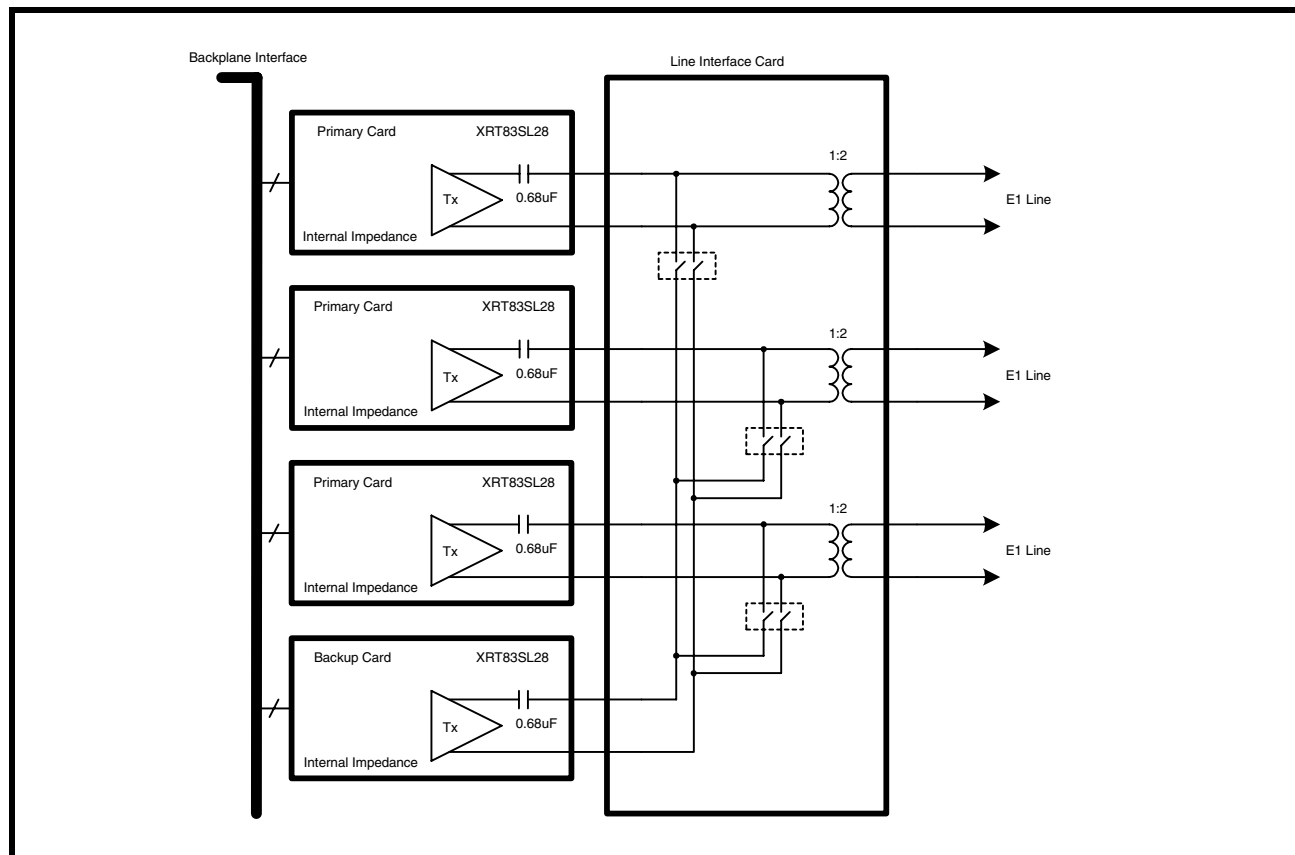 Backplane Interface
Line Interface Card
Primary Card XRT83SL28
1:2
Tx
0.68uF
E1 Line
Internal Impedance
Primary Card XRT83SL28
1:2
Tx
0.68uF
E1 Line
Internal Impedance
Primary Card XRT83SL28
1:2
Tx
0.68uF
E1 Line
Internal Impedance
Backup Card XRT83SL28
Tx
0.68uF
Internal Impedance